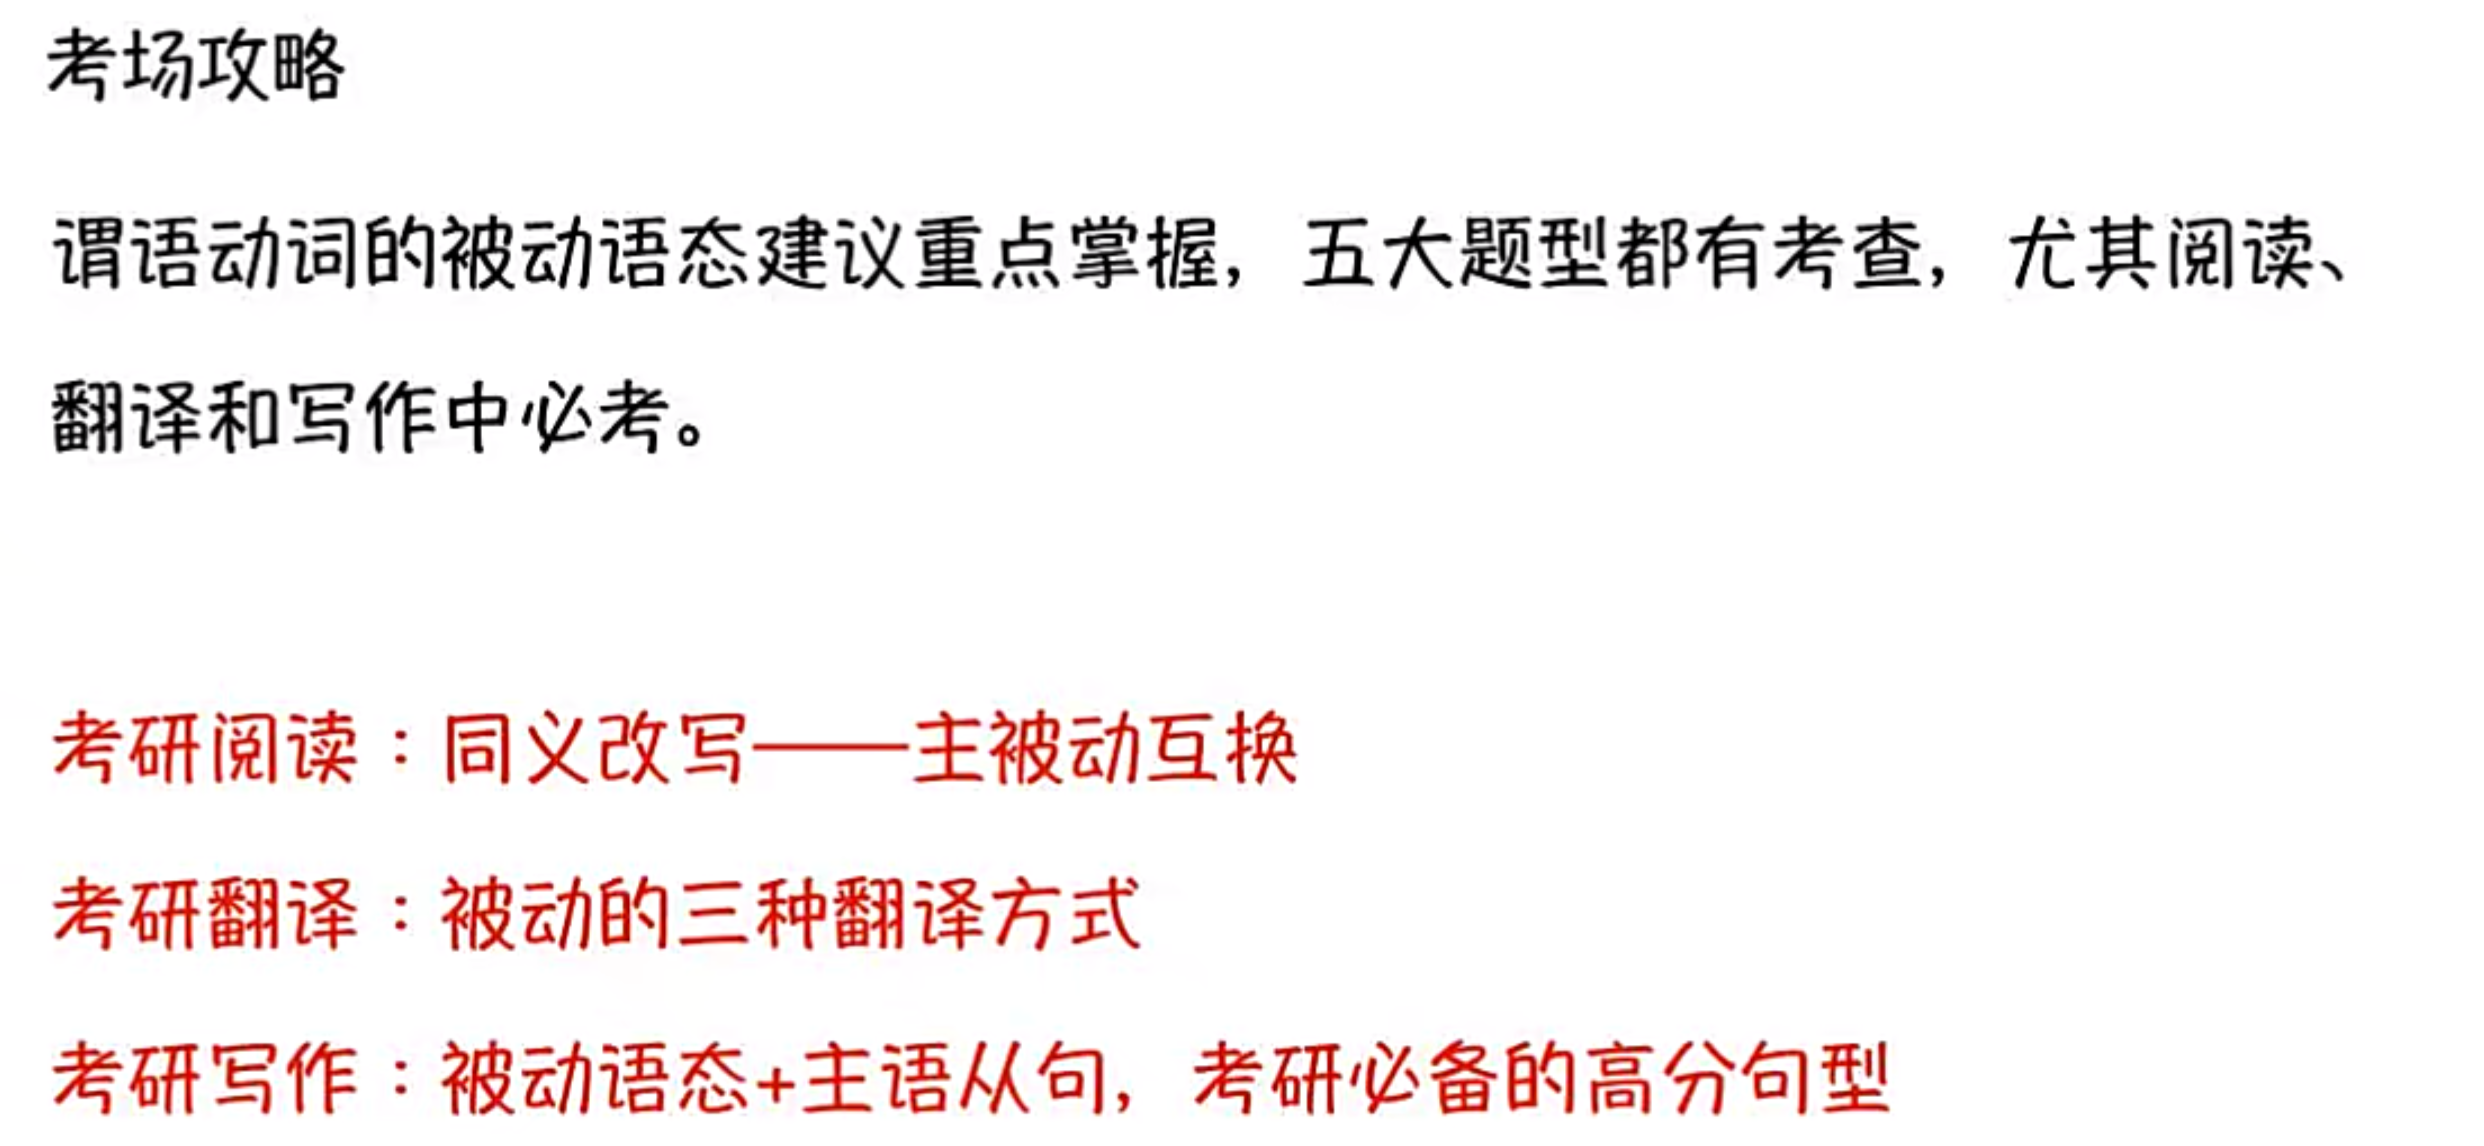 考场攻略
谓语动词的被动语态建议重点掌握，五大题型都有考查，尤其阅读、
翻译和写作中必考。
考研阅读：同义改写——主被动互换
考研翻译：被动的三种翻译方式
考研写作：被动语态+主语从句，考研必备的高分句型